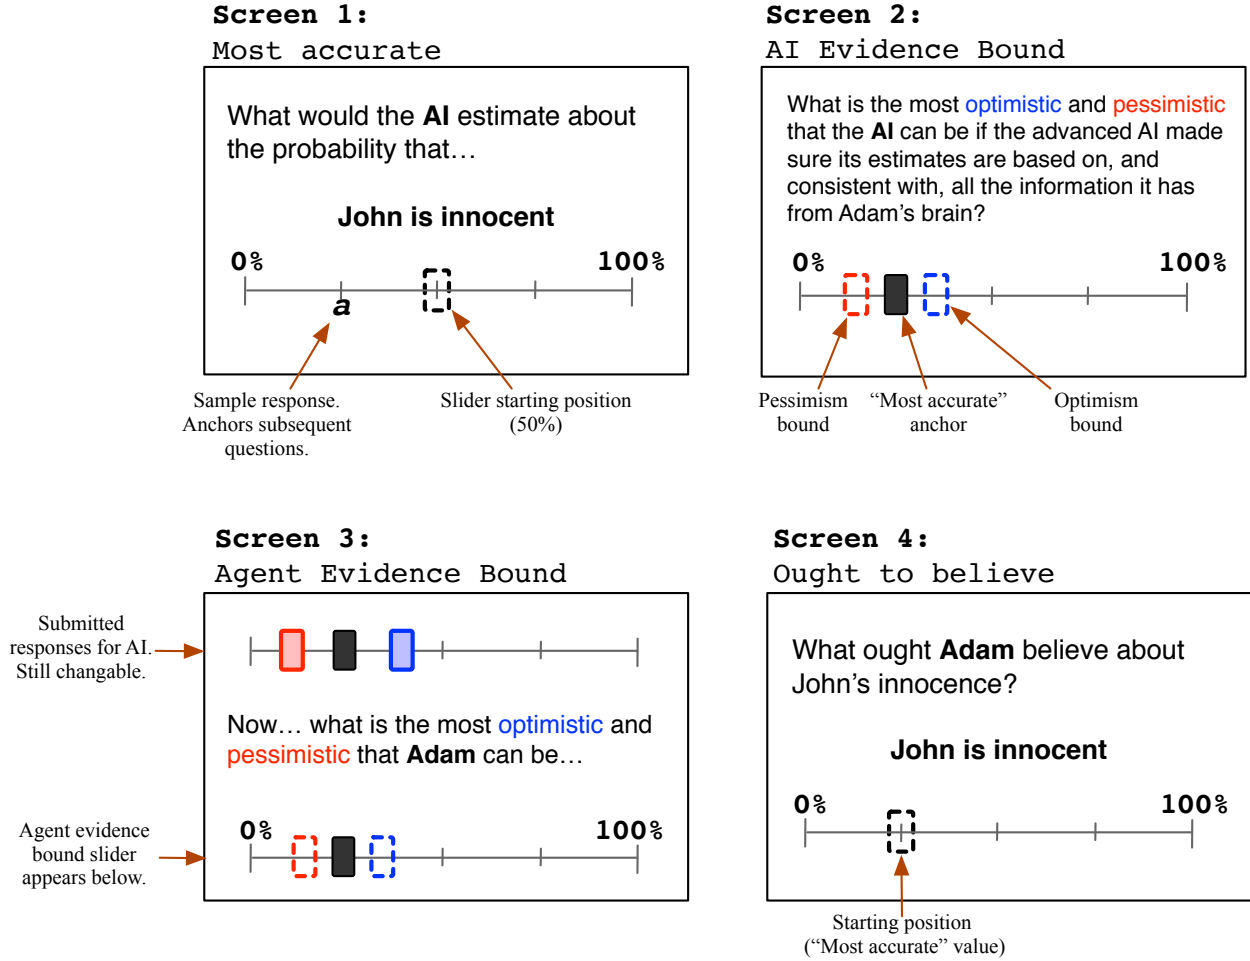 Screen 1:
Most accurate
What would the AI estimate about
the probability that…
John is innocent
0%
100%
a
Sample response.
Anchors subsequent
questions.
Slider starting position
(50%)
Screen 2:
AI Evidence Bound
What is the most optimistic and pessimistic
that the AI can be if the advanced AI made
sure its estimates are based on, and
consistent with, all the information it has
from Adam’s brain?
0%
100%
Pessimism
bound
“Most accurate”
anchor
Optimism
bound
Screen 3:
Agent Evidence Bound
Submitted
responses for AI.
Still changable.
Now… what is the most optimistic and
pessimistic that Adam can be…
0%
100%
Agent evidence
bound slider
appears below.
Screen 4:
Ought to believe
What ought Adam believe about
John’s innocence?
John is innocent
0%
100%
Starting position
(“Most accurate” value)